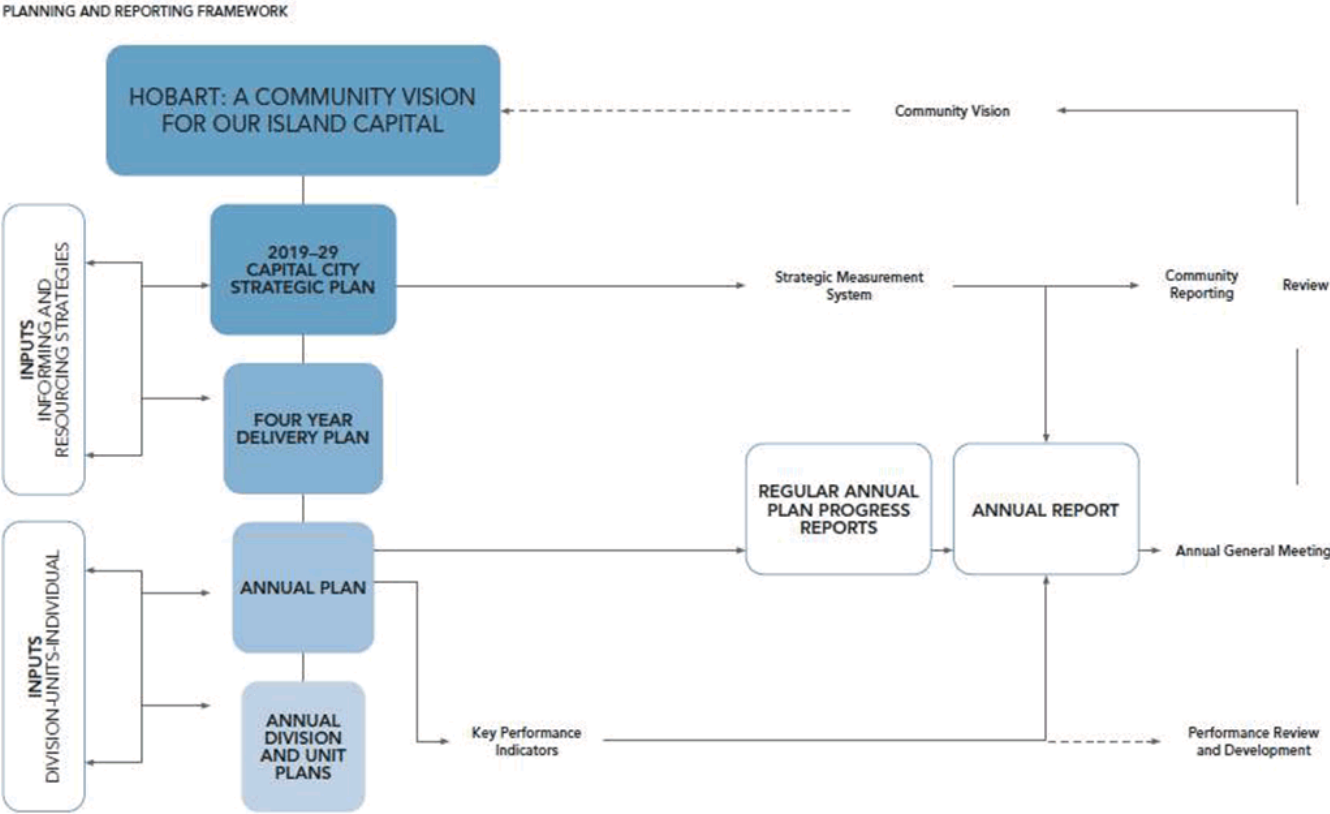 PLANNING AND REPORTING FRAMEWORK
HOBART: A COMMUNITY VISION
FOR OUR ISLAND CAPITAL
Community Vision
INPUTS
INFORMING AND
RESOURCING STRATEGIES
2019–29
CAPITAL CITY
STRATEGIC PLAN
Strategic Measurement
System
Community
Reporting
Review
FOUR YEAR
DELIVERY PLAN
REGULAR ANNUAL
PLAN PROGRESS
REPORTS
ANNUAL REPORT
Annual General Meeting
INPUTS
DIVISION-UNITS-INDIVIDUAL
ANNUAL PLAN
ANNUAL
DIVISION
AND UNIT
PLANS
Key Performance
Indicators
Performance Review
and Development